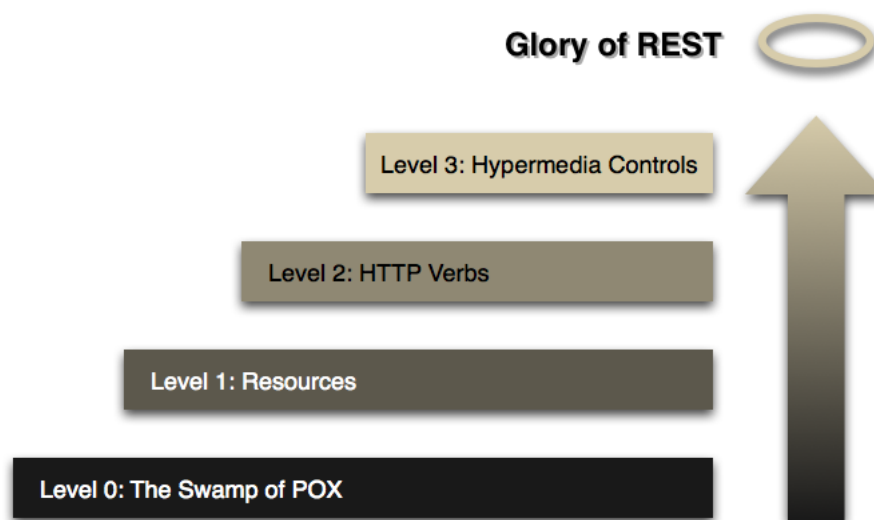 Glory of REST
Level 3: Hypermedia Controls
Level 2: HTTP Verbs
Level 1: Resources
Level 0: The Swamp of POX